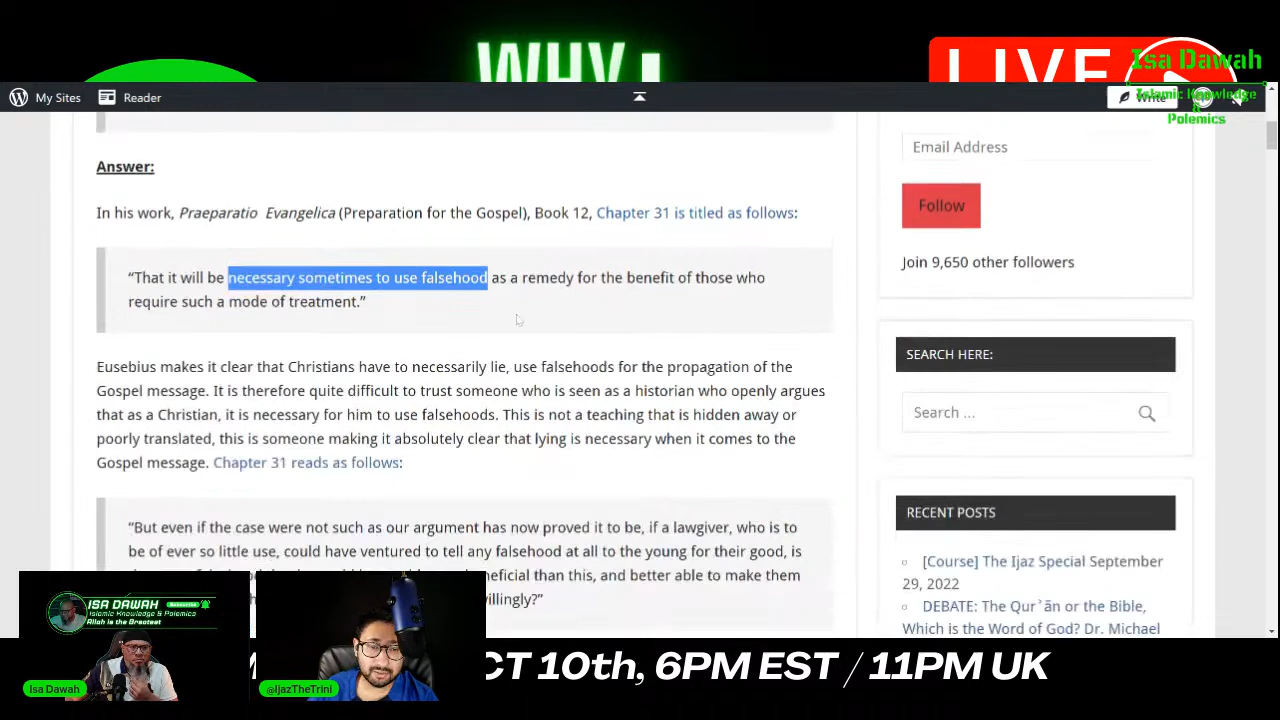 WHY
LIVE
Isa Dawah
Islamic Knowledge
&
Polemics
My Sites
Reader
Write
Answer:
In his work, Praeparatio Evangelica (Preparation for the Gospel), Book 12, Chapter 31 is titled as follows:
“That it will be necessary sometimes to use falsehood as a remedy for the benefit of those who
require such a mode of treatment.”
Eusebius makes it clear that Christians have to necessarily lie, use falsehoods for the propagation of the
Gospel message. It is therefore quite difficult to trust someone who is seen as a historian who openly argues
that as a Christian, it is necessary for him to use falsehoods. This is not a teaching that is hidden away or
poorly translated, this is someone making it absolutely clear that lying is necessary when it comes to the
Gospel message. Chapter 31 reads as follows:
“But even if the case were not such as our argument has now proved it to be, if a lawgiver, who is to
be of ever so little use, could have ventured to tell any falsehood at all to the young for their good, is
than this, and better able to make them
willingly?”
Email Address
Follow
Join 9,650 other followers
SEARCH HERE:
Search ...
RECENT POSTS
[Course] The Ijaz Special September
29, 2022
DEBATE: The Qurʾān or the Bible,
Which is the Word of God? Dr. Michael
ISA DAWAH
Subscribe
Islamic Knowledge & Polemics
Allah is the Greatest
Isa Dawah
@IjazTheTrini
CT 10th, 6PM EST / 11PM UK